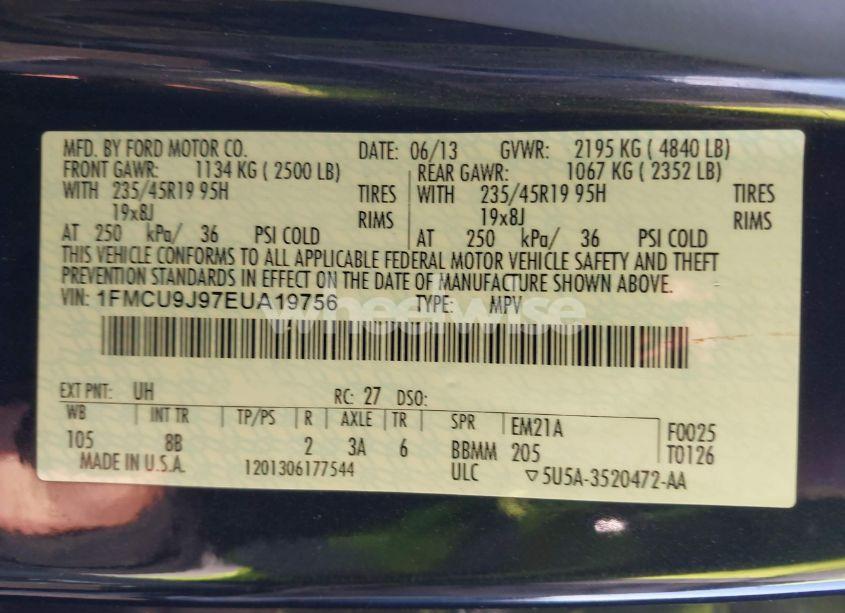 MFD. BY FORD MOTOR CO. DATE: 06/13 GVWR: 2195 KG ( 4840 LB)
FRONT GAWR: 1134 KG ( 2500 LB) REAR GAWR: 1067 KG ( 2352 LB)
WITH 235/45R19 95H TIRES WITH 235/45R19 95H TIRES
19x8J RIMS 19x8J RIMS
AT 250 kPa/ 36 PSI COLD AT 250 kPa/ 36 PSI COLD
THIS VEHICLE CONFORMS TO ALL APPLICABLE FEDERAL MOTOR VEHICLE SAFETY AND THEFT
PREVENTION STANDARDS IN EFFECT ON THE DATE OF MANUFACTURE SHOWN ABOVE.
VIN: 1FMCU9J97EUA19756 TYPE: MPV
wheelwise
EXT PNT: UH RC: 27 DSO:
WB INT TR TP/PS R AXLE TR SPR EM21A F0025
105 8B 2 3A 6 BBMM 205 T0126
MADE IN U.S.A. 1201306177544 ULC ▽5U5A-3520472-AA